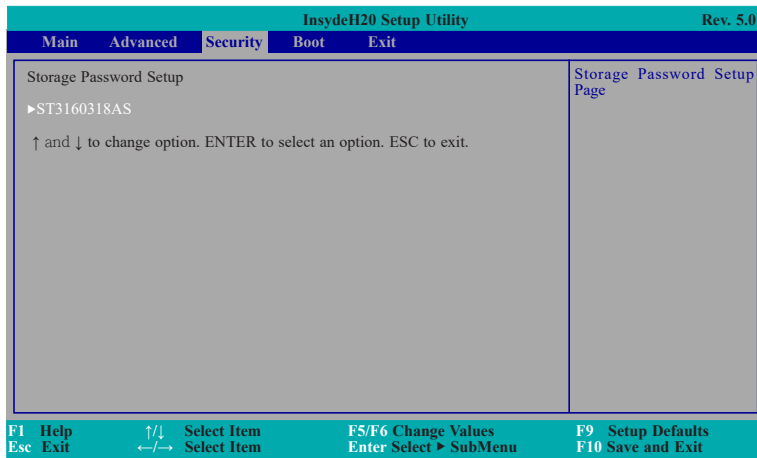 InsydeH20 Setup Utility Rev. 5.0
Main Advanced Security Boot Exit
Storage Password Setup
▶ST3160318AS
↑ and ↓ to change option. ENTER to select an option. ESC to exit.
Storage Password Setup
Page
F1 Help ↑/↓ Select Item F5/F6 Change Values F9 Setup Defaults
Esc Exit ←/→ Select Item Enter Select ▶ SubMenu F10 Save and Exit